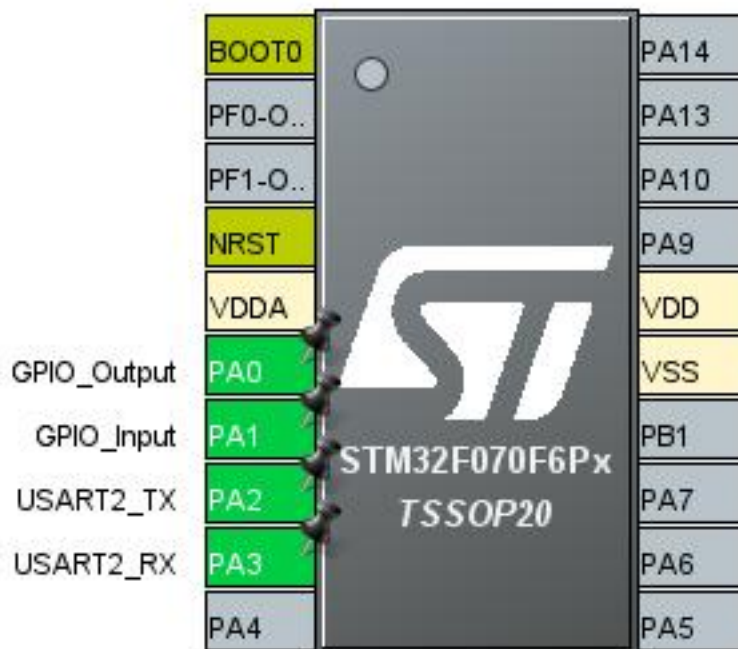 BOOT0
PF0-O..
PF1-O..
NRST
VDDA
GPIO_Output PA0
GPIO_Input PA1
USART2_TX PA2
USART2_RX PA3
PA4
STM32F070F6Px
TSSOP20
PA14
PA13
PA10
PA9
VDD
VSS
PB1
PA7
PA6
PA5